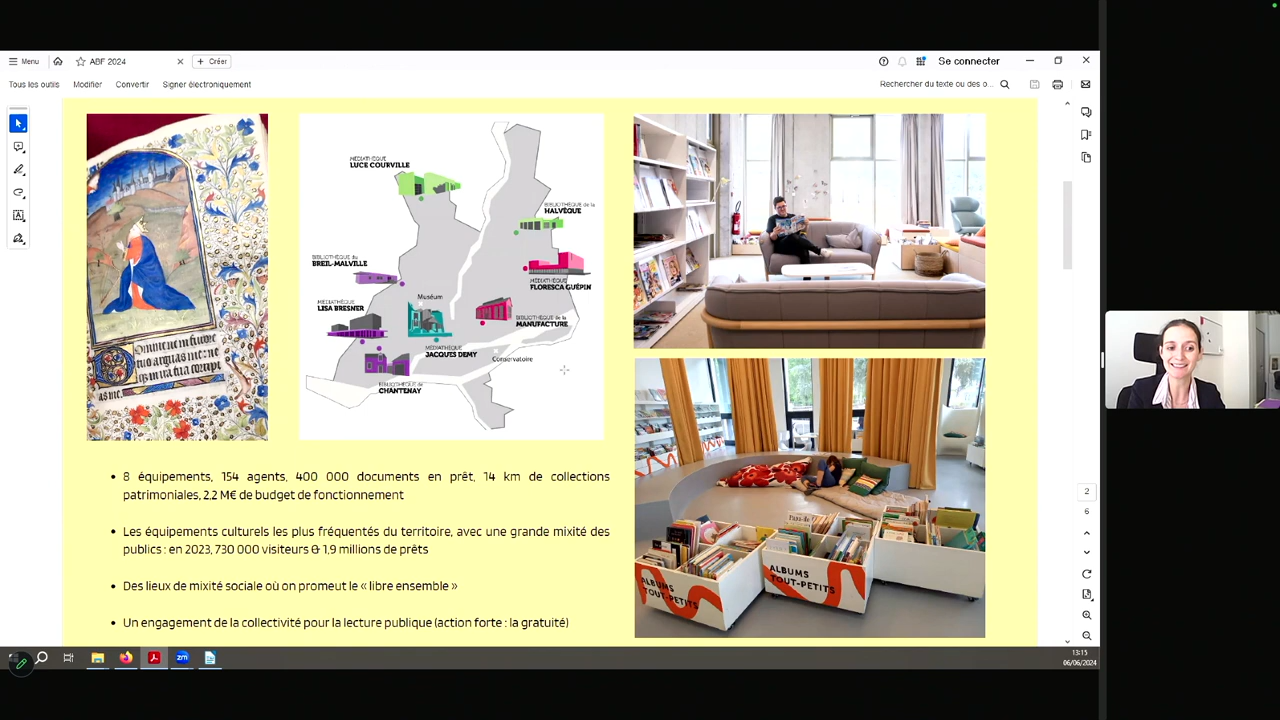 Menu
ABF 2024
Créer
Se connecter
Tous les outils
Modifier
Convertir
Signer électroniquement
Rechercher du texte ou des o...
MÉDIATHÈQUE
LUCE COURVILLE
BIBLIOTHÈQUE de la
HALVÈQUE
BIBLIOTHÈQUE du
BREIL-MALVILLE
MÉDIATHÈQUE
FLORESCA GUÉPIN
MÉDIATHÈQUE
LISA BRESNER
Muséum
BIBLIOTHÈQUE de la
MANUFACTURE
MÉDIATHÈQUE
JACQUES DEMY
Conservatoire
BIBLIOTHÈQUE de
CHANTENAY
• 8 équipements, 154 agents, 400 000 documents en prêt, 14 km de collections
patrimoniales, 2.2 M€ de budget de fonctionnement
• Les équipements culturels les plus fréquentés du territoire, avec une grande mixité des
publics : en 2023, 730 000 visiteurs & 1,9 millions de prêts
• Des lieux de mixité sociale où on promeut le « libre ensemble »
• Un engagement de la collectivité pour la lecture publique (action forte : la gratuité)
ALBUMS
TOUT-PETITS
ALBUMS
TOUT-PETITS
2
6
zm
13:15
06/06/2024